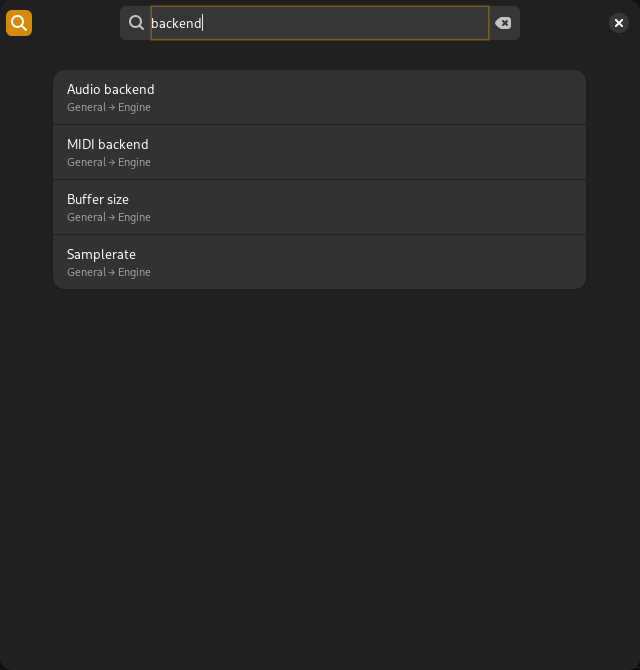 backend
Audio backend
General → Engine
MIDI backend
General → Engine
Buffer size
General → Engine
Samplerate
General → Engine